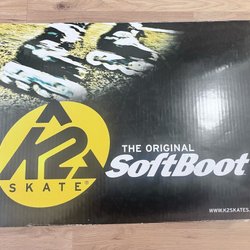 THE ORIGINAL
SoftBoot
K2
SKATE®
WWW.K2SKATES.